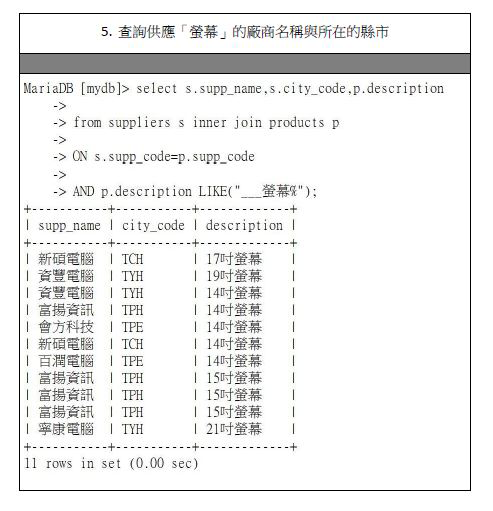 5. 查詢供應「螢幕」的廠商名稱與所在的縣市
MariaDB [mydb]> select s.supp_name,s.city_code,p.description
->
-> from suppliers s inner join products p
->
-> ON s.supp_code=p.supp_code
->
-> AND p.description LIKE("___螢幕%");
+-----------+-----------+-------------+
| supp_name | city_code | description |
+-----------+-----------+-------------+
| 新碩電腦 | TCH | 17吋螢幕 |
| 資豐電腦 | TYH | 19吋螢幕 |
| 資豐電腦 | TYH | 14吋螢幕 |
| 富揚資訊 | TPH | 14吋螢幕 |
| 會方科技 | TPE | 14吋螢幕 |
| 新碩電腦 | TCH | 14吋螢幕 |
| 百潤電腦 | TPE | 14吋螢幕 |
| 富揚資訊 | TPH | 15吋螢幕 |
| 富揚資訊 | TPH | 15吋螢幕 |
| 富揚資訊 | TPH | 15吋螢幕 |
| 寧康電腦 | TYH | 21吋螢幕 |
+-----------+-----------+-------------+
11 rows in set (0.00 sec)